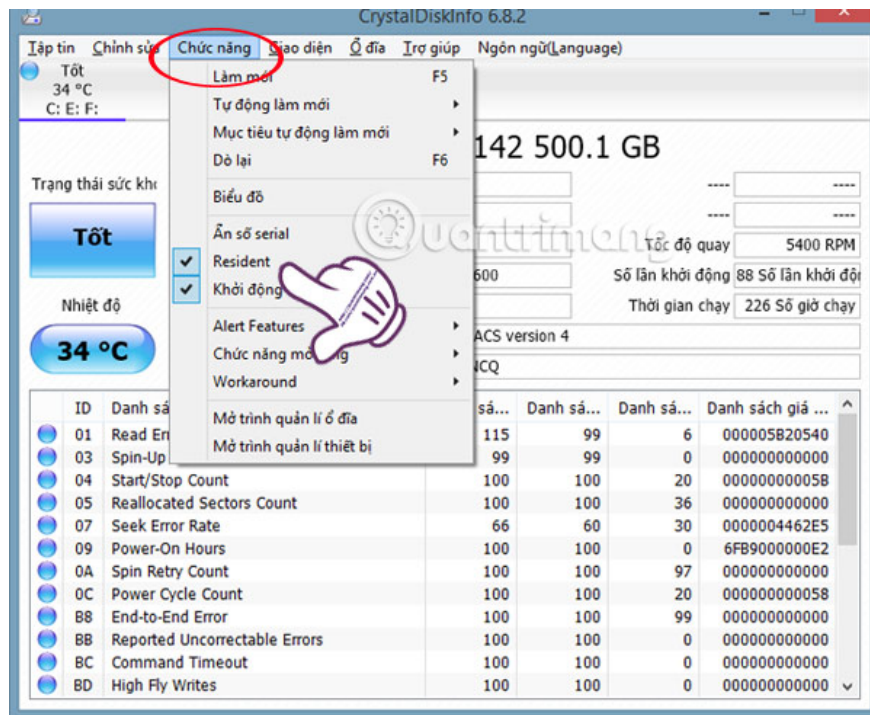 CrystalDiskInfo 6.8.2
Tập tin Chỉnh sửa Chức năng Giao diện Ổ đĩa Trợ giúp Ngôn ngữ(Language)
Tốt
34 °C
C: E: F:
Làm mới F5
Tự động làm mới
Mục tiêu tự động làm mới
Dò lại F6
Biểu đồ
Ẩn số serial
Resident
Khởi động
Alert Features
Chức năng
Workaround
Mở trình quản lí ổ đĩa
Mở trình quản lí thiết bị
142 500.1 GB
Trạng thái sức
Tốt
Nhiệt độ
34 °C
---- ----
---- ----
Quantrimang
Tốc độ quay 5400 RPM
600 Số lần khởi động 88 Số lần khởi
Thời gian chạy 226 Số giờ chạy
ACS version 4
NCQ
ID Danh sá... Danh sá... Danh sá... Danh sách giá ...
01 Read 115 99 6 000005B20540
03 Spin-Up 99 99 0 000000000000
04 Start/Stop Count 100 100 20 00000000005B
05 Reallocated Sectors Count 100 100 36 000000000000
07 Seek Error Rate 66 60 30 0000004462E5
09 Power-On Hours 100 100 0 6FB9000000E2
0A Spin Retry Count 100 100 97 000000000000
0C Power Cycle Count 100 100 20 000000000058
B8 End-to-End Error 100 100 99 000000000000
BB Reported Uncorrectable Errors 100 100 0 000000000000
BC Command Timeout 100 100 0 000000000000
BD High Fly Writes 100 100 0 000000000000